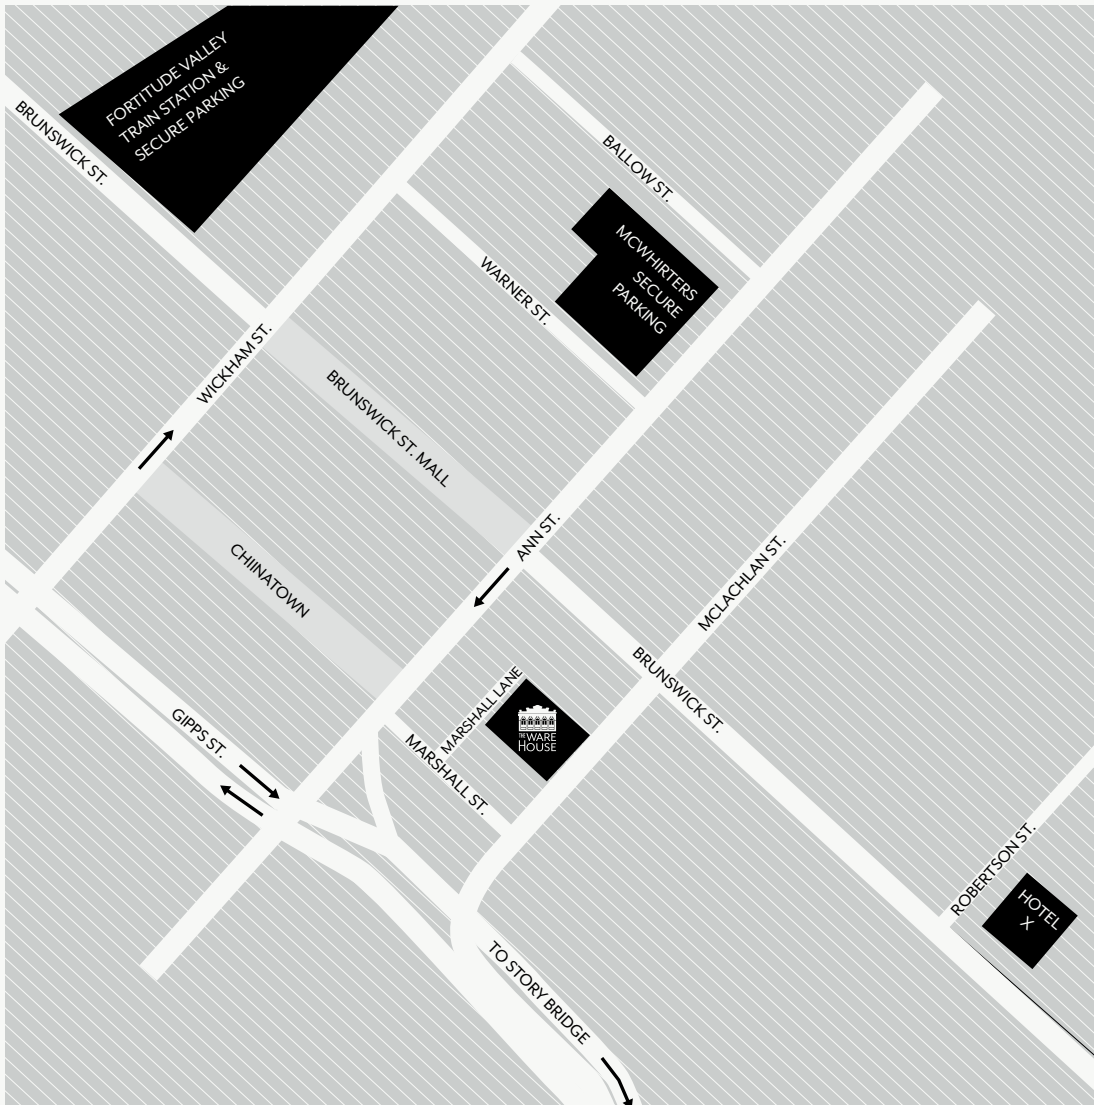 FORTITUDE VALLEY
TRAIN STATION &
SECURE PARKING
BRUNSWICK ST.
BALLOW ST.
MCWHIRTERS
SECURE
PARKING
WARNER ST.
WICKHAM ST.
BRUNSWICK ST. MALL
ANN ST.
CHIINATOWN
MCLACHLAN ST.
BRUNSWICK ST.
MARSHALL LANE
THE WARE
HOUSE
GIPPS ST.
MARSHALL ST.
ROBERTSON ST.
HOTEL
X
TO STORY BRIDGE